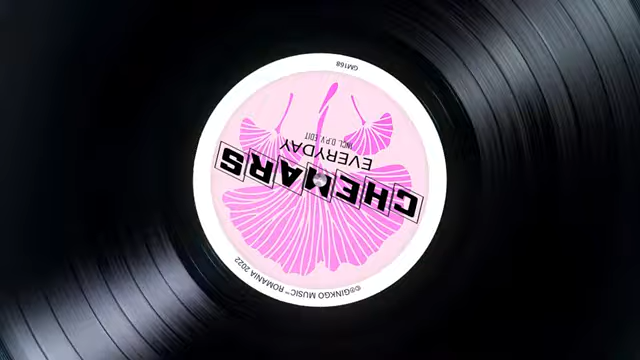 ©℗GINKGO MUSIC™ ROMANIA 2022
CHEMARS
EVERYDAY
INCL. D.P.V. EDIT
GM168